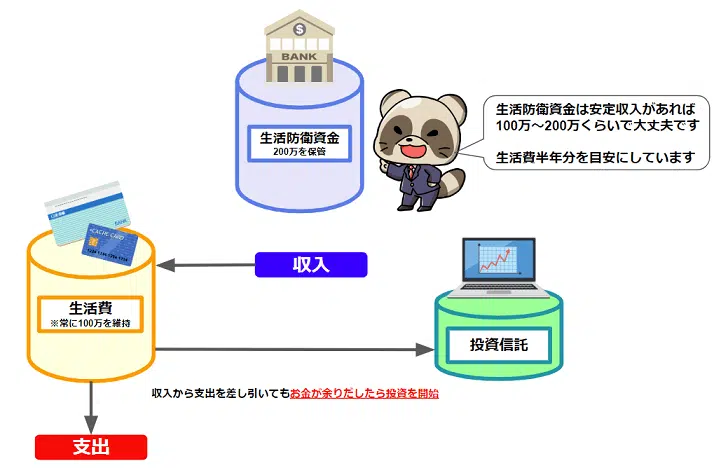 $
BANK
生活防衛資金
200万を保管
生活防衛資金は安定収入があれば
100万～200万くらいで大丈夫です
生活費半年分を目安にしています
BANK
収入
生活費
※常に100万を維持
投資信託
収入から支出を差し引いてもお金が余りだしたら投資を開始
支出